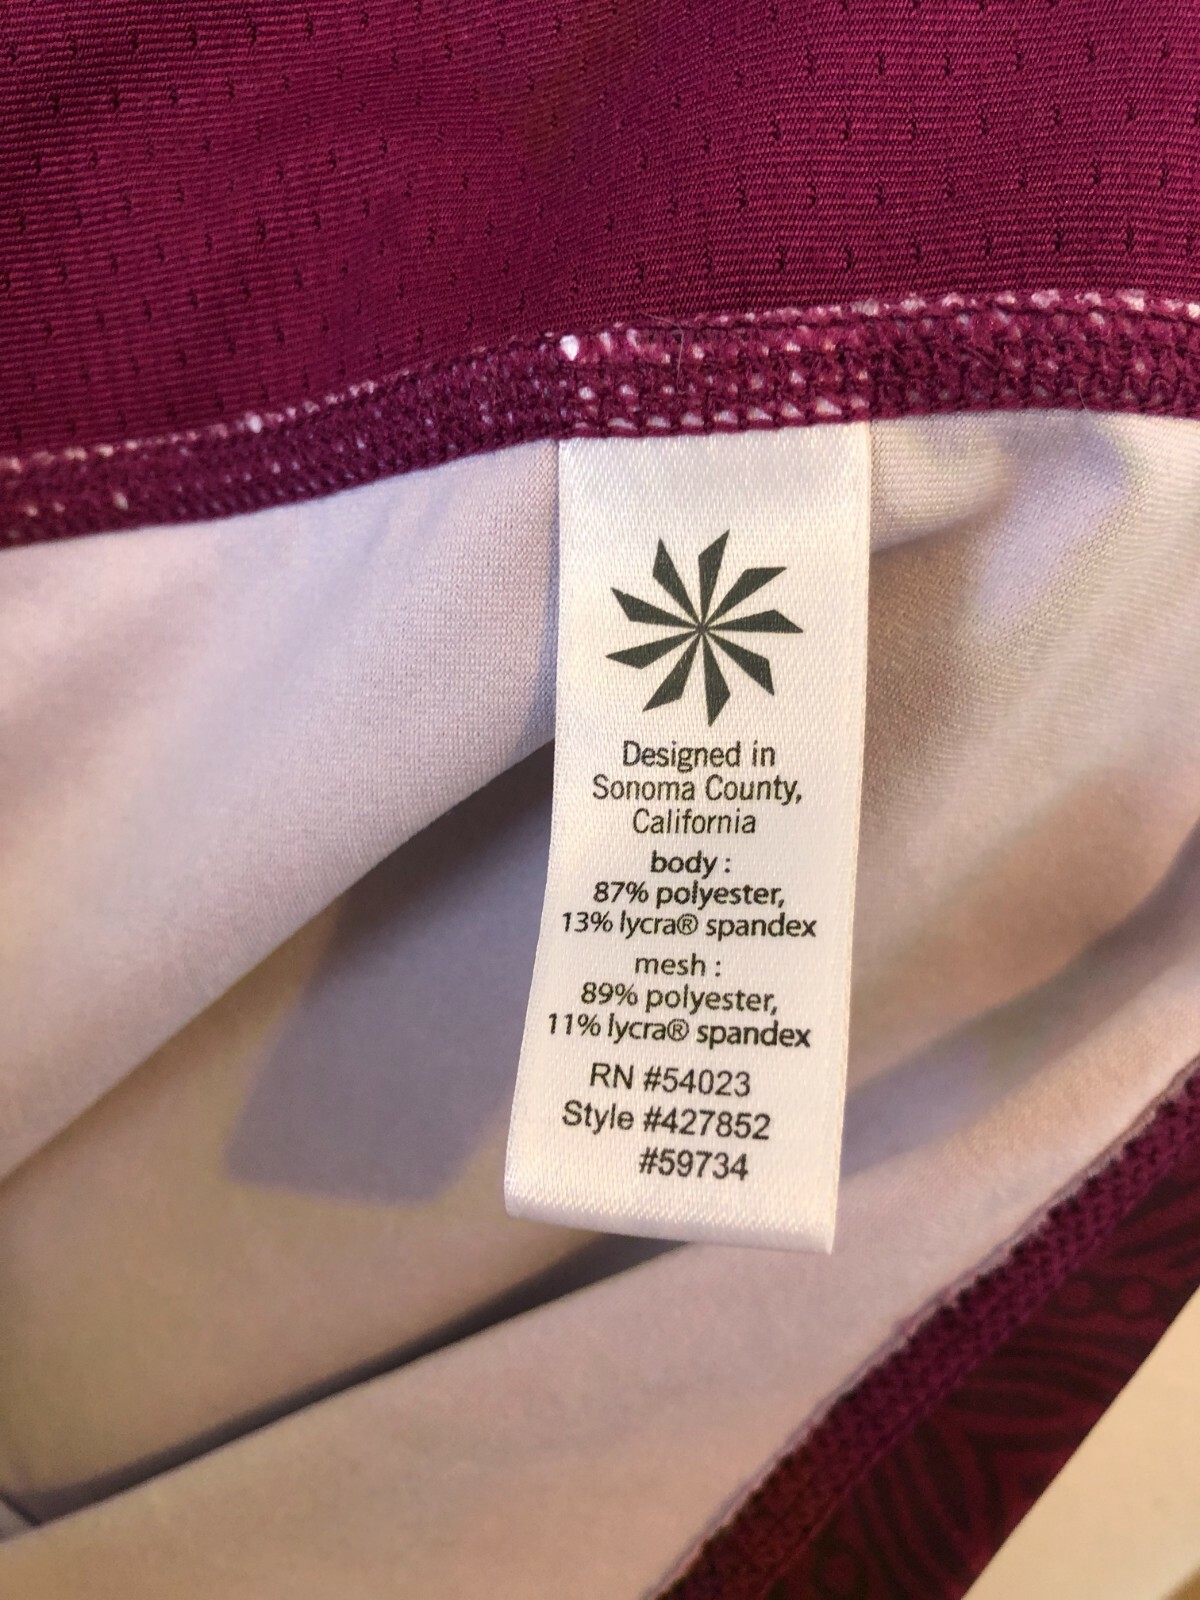 Designed in
Sonoma County,
California
body :
87% polyester,
13% lycra® spandex
mesh :
89% polyester,
11% lycra® spandex
RN #54023
Style #427852
#59734